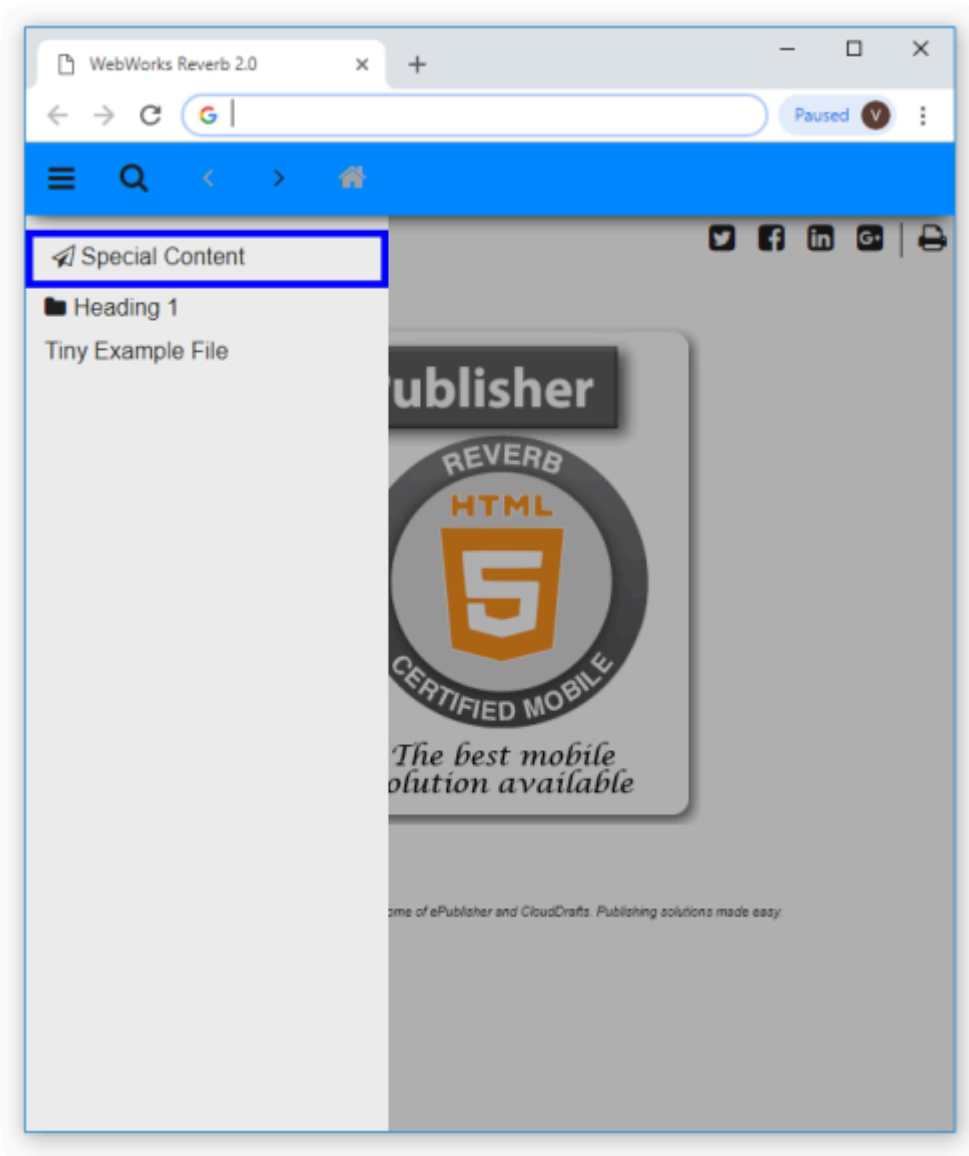 WebWorks Reverb 2.0
Paused V
Special Content
Heading 1
Tiny Example File
ublisher
REVERB
HTML
5
CERTIFIED MOBILE
The best mobile
olution available
ome of ePublisher and CloudDrafts. Publishing solutions made easy.